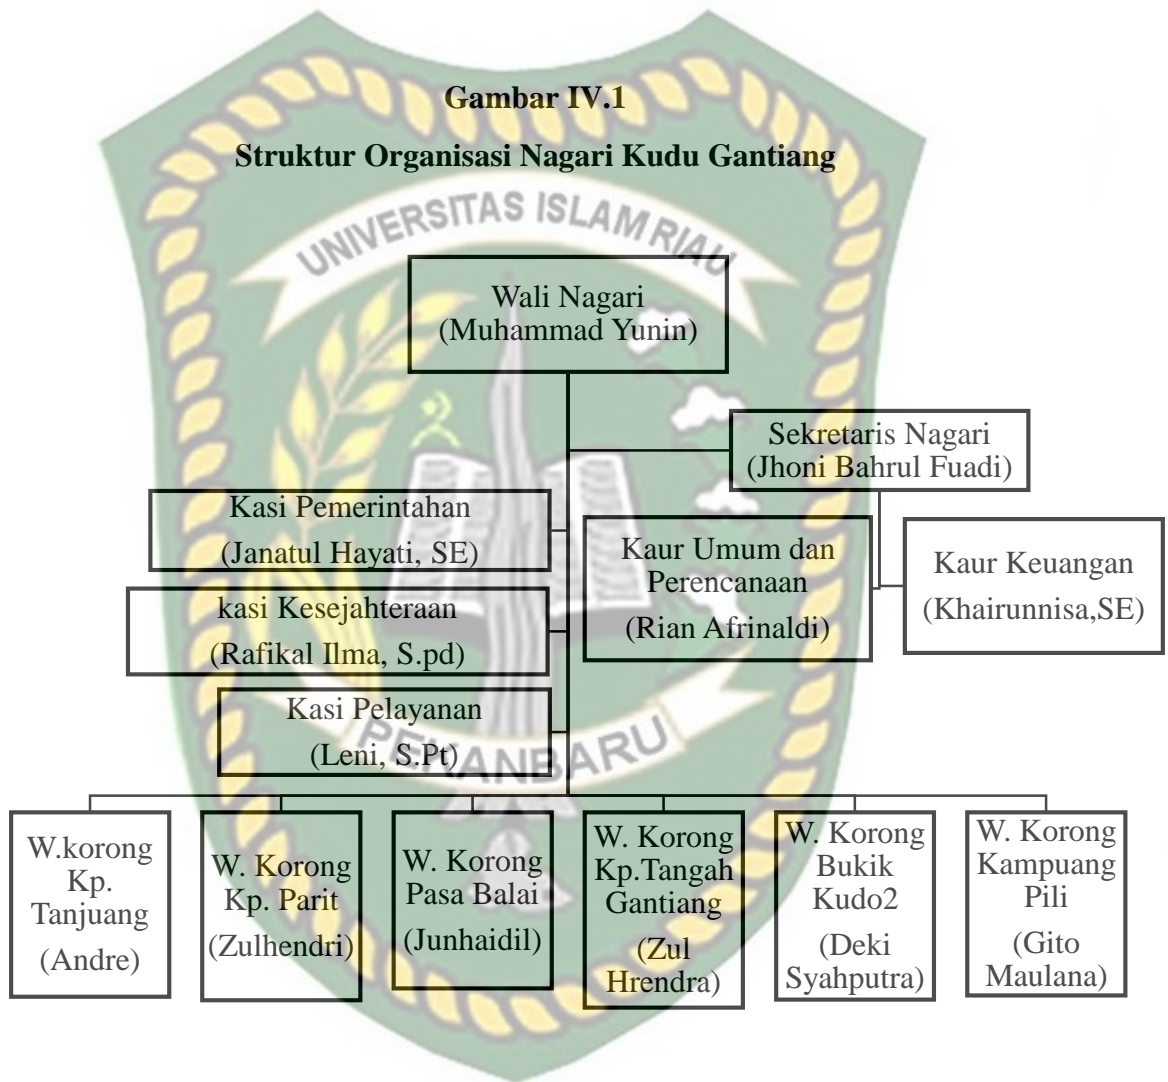 Gambar IV.1
Struktur Organisasi Nagari Kudu Gantiang
UNIVERSITAS ISLAM RIAU
Wali Nagari
(Muhammad Yunin)
Sekretaris Nagari
(Jhoni Bahrul Fuadi)
Kasi Pemerintahan
(Janatul Hayati, SE)
Kaur Umum dan
Perencanaan
(Rian Afrinaldi)
Kaur Keuangan
(Khairunnisa,SE)
kasi Kesejahteraan
(Rafikal Ilma, S.pd)
Kasi Pelayanan
(Leni, S.Pt)
PEKANBARU
W.korong
Kp.
Tanjuang
(Andre)
W. Korong
Kp. Parit
(Zulhendri)
W. Korong
Pasa Balai
(Junhaidil)
W. Korong
Kp.Tangah
Gantiang
(Zul
Hrendra)
W. Korong
Bukik
Kudo2
(Deki
Syahputra)
W. Korong
Kampuang
Pili
(Gito
Maulana)